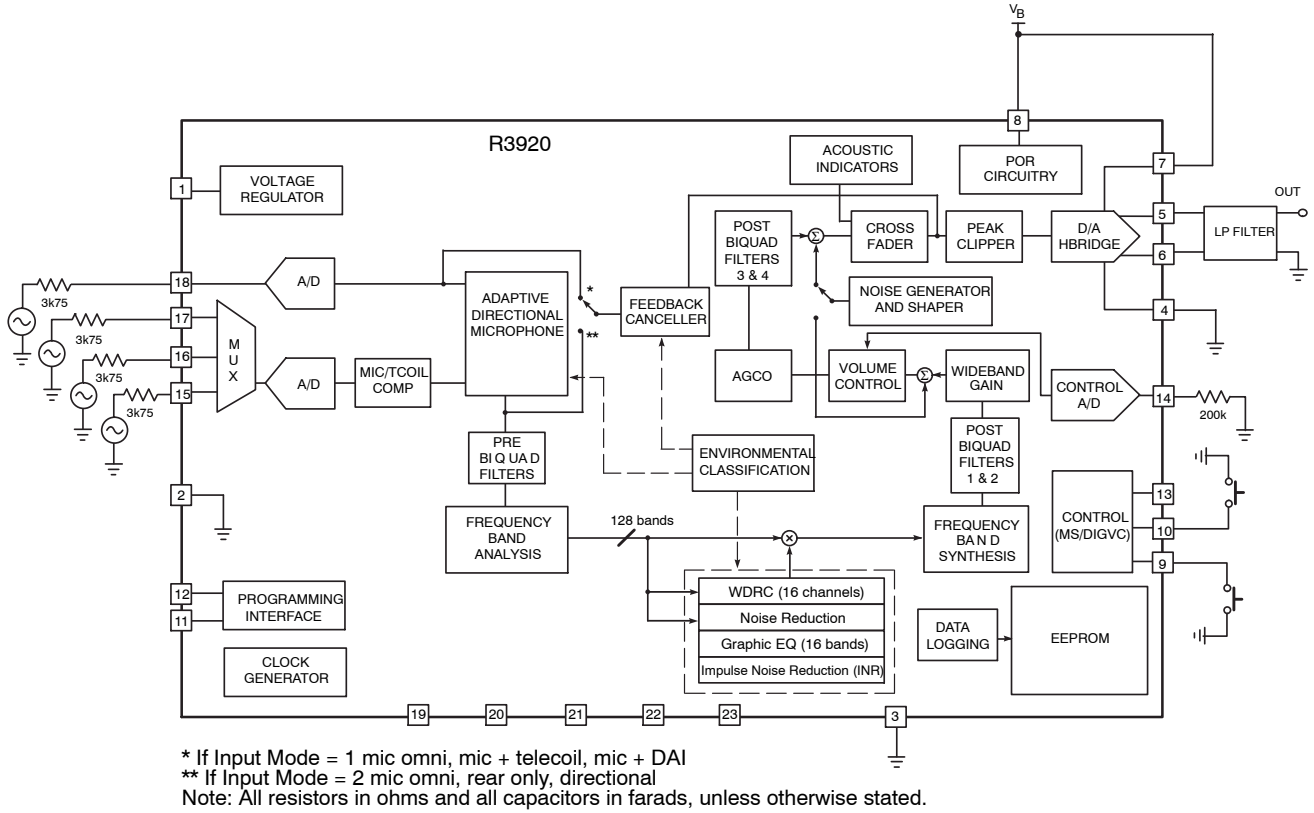 VB
8
R3920
ACOUSTIC
INDICATORS
POR
CIRCUITRY
7
1
VOLTAGE
REGULATOR
5
OUT
POST
BIQUAD
FILTERS
3 & 4
Σ
CROSS
FADER
PEAK
CLIPPER
D/A
HBRIDGE
LP FILTER
6
18
A/D
3k75
ADAPTIVE
DIRECTIONAL
MICROPHONE
*
**
FEEDBACK
CANCELLER
NOISE GENERATOR
AND SHAPER
4
17
3k75
16
3k75
15
3k75
M
U
X
A/D
MIC/TCOIL
COMP
AGCO
VOLUME
CONTROL
Σ
WIDEBAND
GAIN
CONTROL
A/D
14
200k
PRE
BI Q UA D
FILTERS
ENVIRONMENTAL
CLASSIFICATION
POST
BIQUAD
FILTERS
1 & 2
2
FREQUENCY
BAND
ANALYSIS
128 bands
×
FREQUENCY
BA N D
SYNTHESIS
CONTROL
(MS/DIGVC)
13
10
9
12
11
PROGRAMMING
INTERFACE
WDRC (16 channels)
Noise Reduction
Graphic EQ (16 bands)
Impulse Noise Reduction (INR)
DATA
LOGGING
EEPROM
CLOCK
GENERATOR
19
20
21
22
23
3
* If Input Mode = 1 mic omni, mic + telecoil, mic + DAI
** If Input Mode = 2 mic omni, rear only, directional
Note: All resistors in ohms and all capacitors in farads, unless otherwise stated.